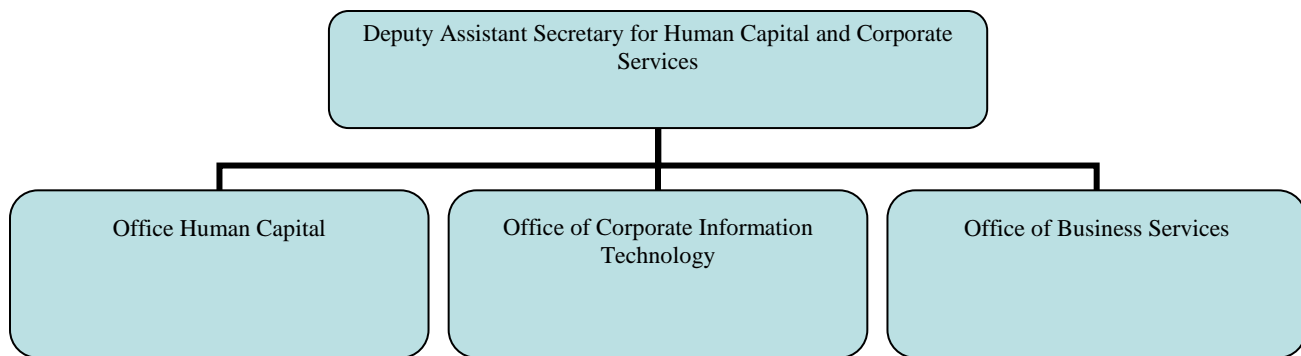 Deputy Assistant Secretary for Human Capital and Corporate
Services
Office Human Capital
Office of Corporate Information
Technology
Office of Business Services